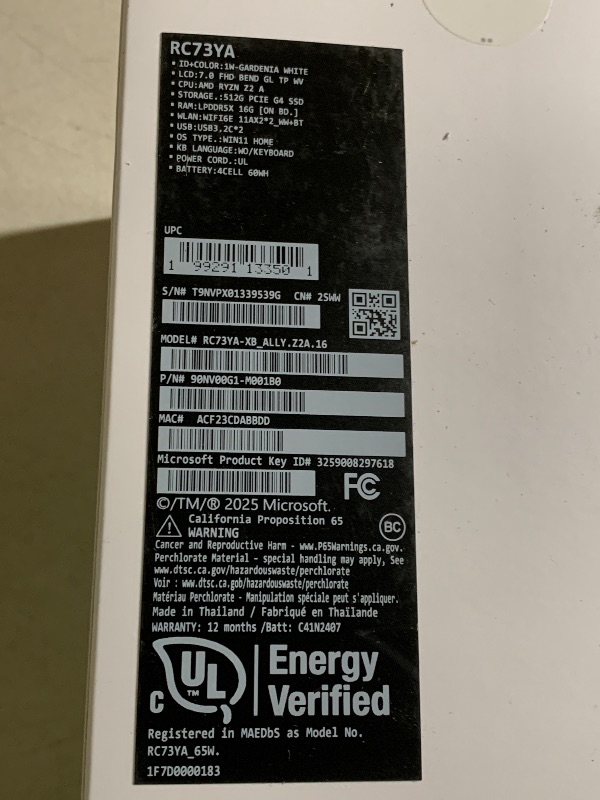 RC73YA
• ID+COLOR:1W-GARDENIA WHITE
• LCD:7.0 FHD BEND GL TP WV
• CPU:AMD RYZN Z2 A
• STORAGE.:512G PCIE G4 SSD
• RAM:LPDDR5X 16G [ON BD.]
• WLAN:WIFI6E 11AX2*2_WW+BT
• USB:USB3.2C*2
• OS TYPE.:WIN11 HOME
• KB LANGUAGE:WO/KEYBOARD
• POWER CORD.:UL
• BATTERY:4CELL 60WH
UPC
1 99291 13350 1
S/N# T9NVPX01339539G CN# 2SWW
MODEL# RC73YA-XB_ALLY.Z2A.16
P/N# 90NV00G1-M001B0
MAC# ACF23CDABBDD
Microsoft Product Key ID# 3259008297618
FC
©/TM/® 2025 Microsoft.
California Proposition 65
WARNING
BC
Cancer and Reproductive Harm - www.P65Warnings.ca.gov.
Perchlorate Material - special handling may apply, See
www.dtsc.ca.gov/hazardouswaste/perchlorate
Voir : www.dtsc.ca.gob/hazardouswaste/perchlorate
Matériau Perchlorate - Manipulation spéciale peut s'appliquer.
Made in Thailand / Fabriqué en Thaïlande
WARRANTY: 12 months /Batt: C41N2407
C UL TM
Energy
Verified
Registered in MAEDbS as Model No.
RC73YA_65W.
1F7D0000183